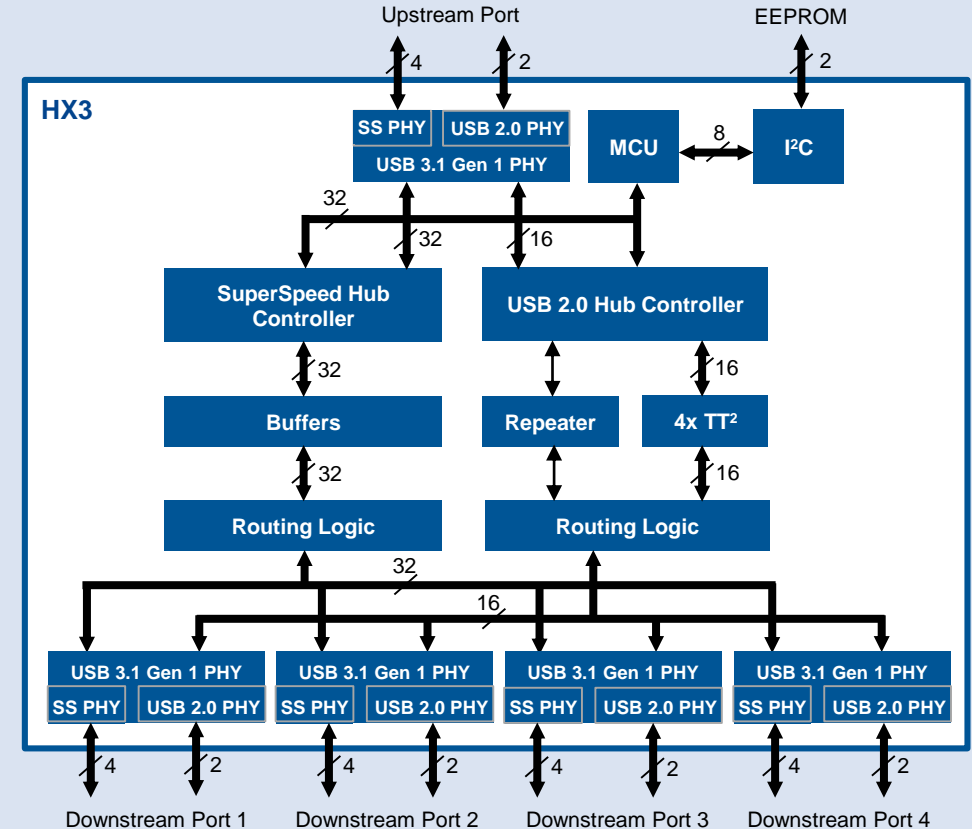 Upstream Port
EEPROM
4
2
2
HX3
SS PHY
USB 2.0 PHY
USB 3.1 Gen 1 PHY
MCU
8
I²C
32
32
16
SuperSpeed Hub
Controller
USB 2.0 Hub Controller
32
16
Buffers
Repeater
4x TT²
32
16
Routing Logic
Routing Logic
32
16
USB 3.1 Gen 1 PHY
USB 3.1 Gen 1 PHY
USB 3.1 Gen 1 PHY
USB 3.1 Gen 1 PHY
SS PHY
USB 2.0 PHY
SS PHY
USB 2.0 PHY
SS PHY
USB 2.0 PHY
SS PHY
USB 2.0 PHY
4
2
4
2
4
2
4
2
Downstream Port 1
Downstream Port 2
Downstream Port 3
Downstream Port 4